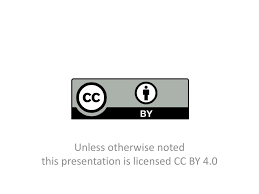 CC
BY
Unless otherwise noted
this presentation is licensed CC BY 4.0